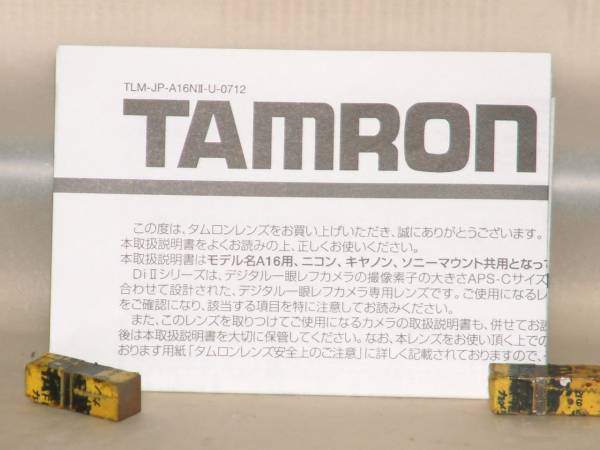 TLM-JP-A16NⅡ-U-0712
TAMRON
この度は、タムロンレンズをお買い上げいただき、誠にありがとうございます。
本取扱説明書をよくお読みの上、正しくお使いください。
本取扱説明書はモデル名A16用、ニコン、キヤノン、ソニーマウント共用となっ
DiⅡシリーズは、デジタル一眼レフカメラの撮像素子の大きさAPS-Cサイズ
合わせて設計された、デジタル一眼レフカメラ専用レンズです。ご使用になるレ
をご確認になり、該当する項目を特に注意してお読みください。
また、このレンズを取りつけてご使用になるカメラの取扱説明書も、併せてお読
後は本取扱説明書を大切に保管してください。なお、本レンズをお使い頂く上での
おります用紙「タムロンレンズ安全上のご注意」に詳しく記載されておりますので、